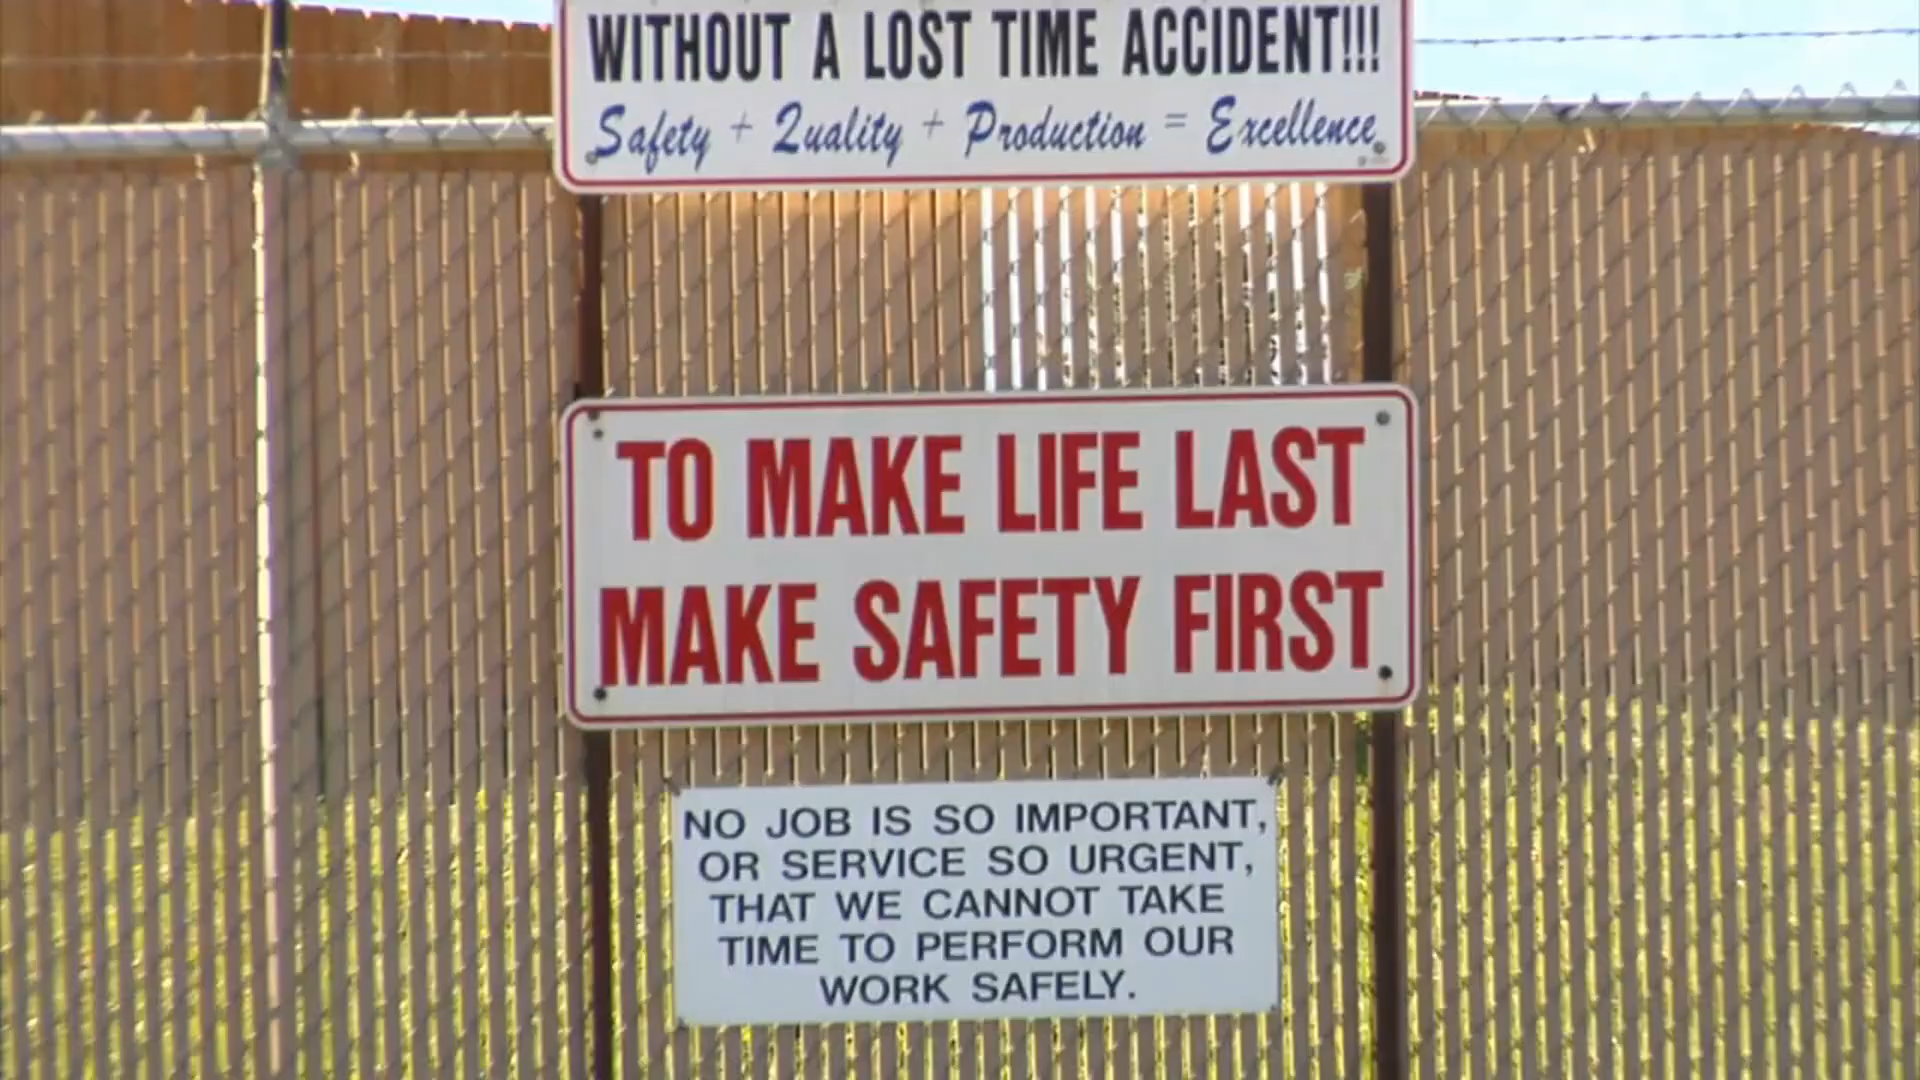 WITHOUT A LOST TIME ACCIDENT!!!
Safety + Quality + Production = Excellence
TO MAKE LIFE LAST
MAKE SAFETY FIRST
NO JOB IS SO IMPORTANT,
OR SERVICE SO URGENT,
THAT WE CANNOT TAKE
TIME TO PERFORM OUR
WORK SAFELY.